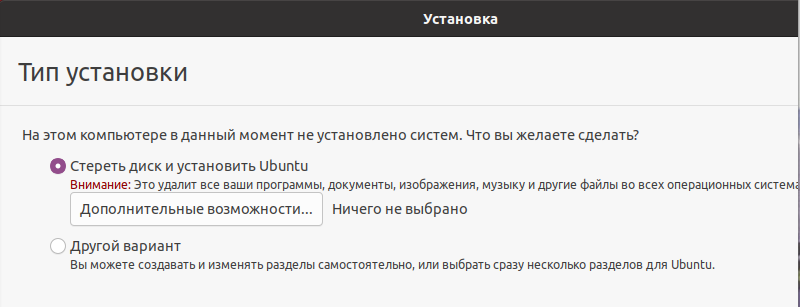 Установка
Тип установки
На этом компьютере в данный момент не установлено систем. Что вы желаете сделать?
Стереть диск и установить Ubuntu
Внимание: Это удалит все ваши программы, документы, изображения, музыку и другие файлы во всех операционных система
Дополнительные возможности... Ничего не выбрано
Другой вариант
Вы можете создавать и изменять разделы самостоятельно, или выбрать сразу несколько разделов для Ubuntu.